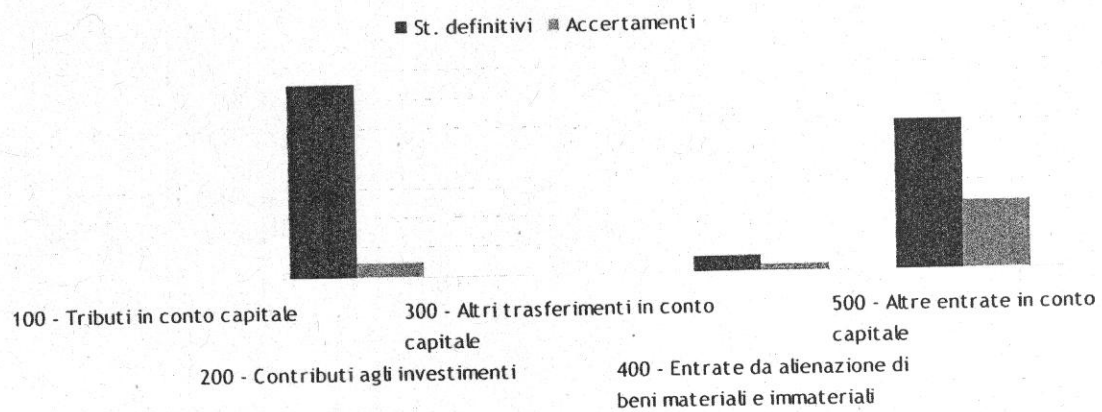 St. definitivi Accertamenti
100 - Tributi in conto capitale
200 - Contributi agli investimenti
300 - Altri trasferimenti in conto
capitale
400 - Entrate da alienazione di
beni materiali e immateriali
500 - Altre entrate in conto
capitale